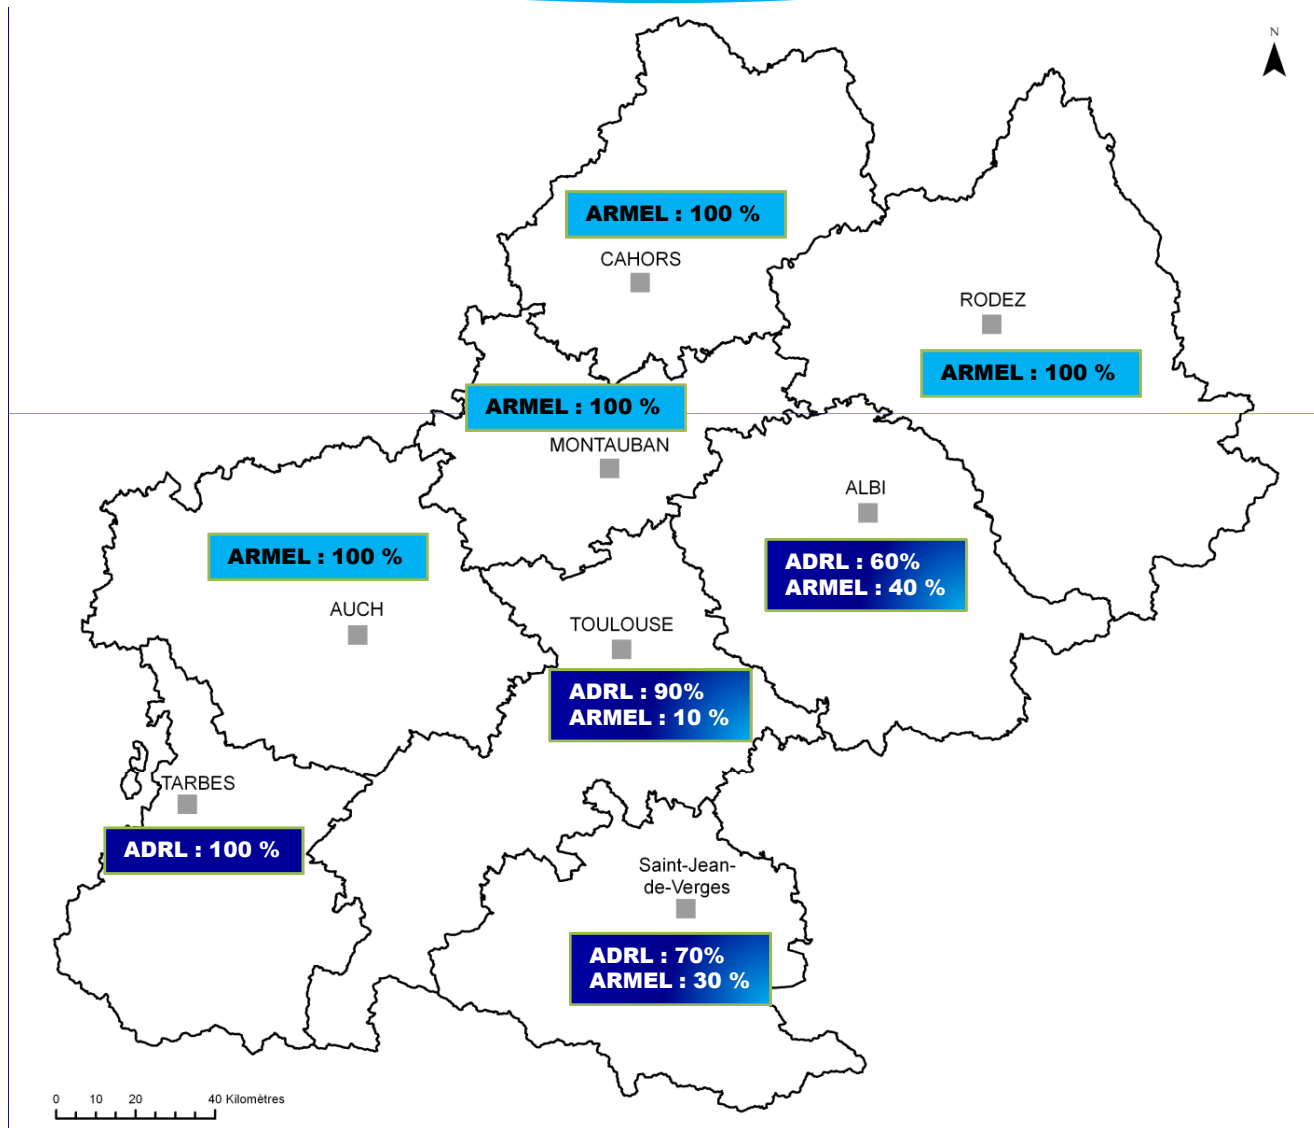 N
ARMEL : 100 %
CAHORS
RODEZ
ARMEL : 100 %
ARMEL : 100 %
MONTAUBAN
ALBI
ADRL : 60%
ARMEL : 40 %
ARMEL : 100 %
AUCH
TOULOUSE
ADRL : 90%
ARMEL : 10 %
TARBES
ADRL : 100 %
Saint-Jean-
de-Verges
ADRL : 70%
ARMEL : 30 %
0 10 20 40 Kilomètres